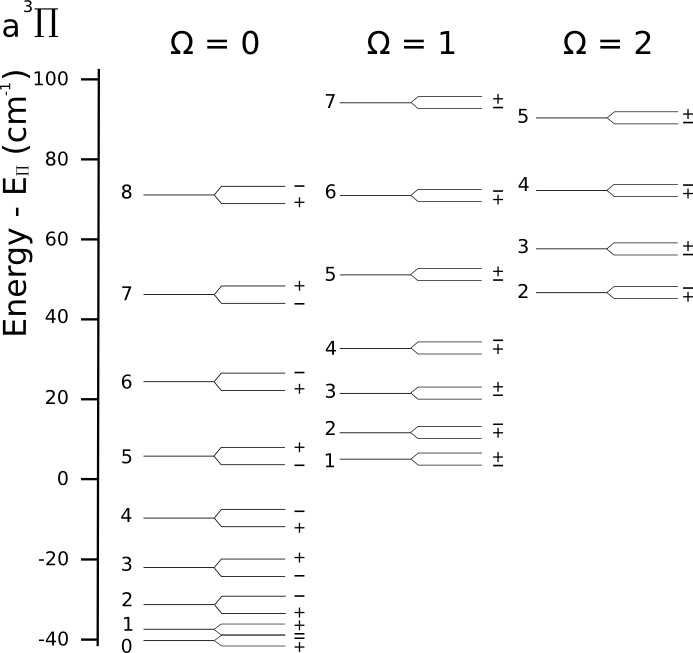 a³Π
Ω = 0 Ω = 1 Ω = 2
Energy - E_Π (cm⁻¹)
100
80
60
40
20
0
-20
-40
8 − +
7 + −
6 − +
5 + −
4 − +
3 + −
2 − +
1 + −
0 − +
7 + −
6 − +
5 + −
4 − +
3 + −
2 − +
1 + −
5 + −
4 − +
3 + −
2 − +